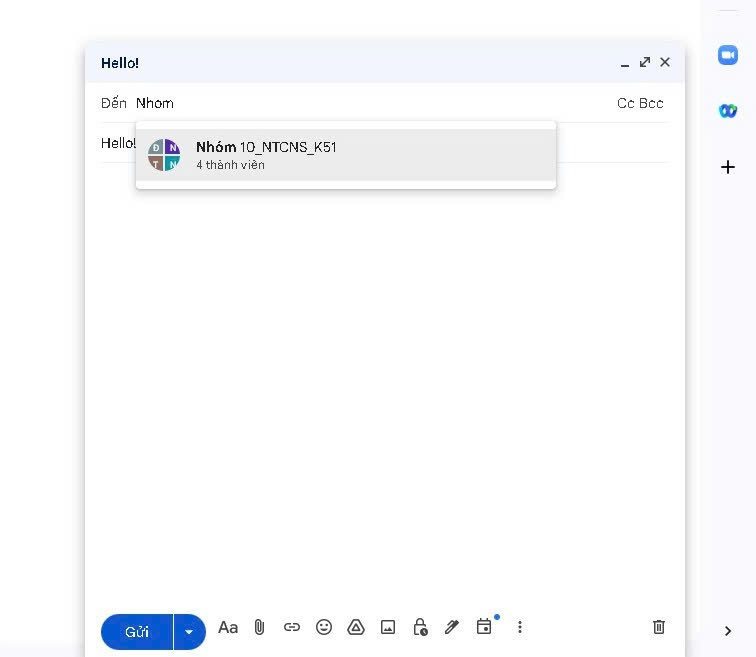 Hello!
Đến Nhom Cc Bcc
Hello!
Đ N T N
Nhóm 10_NTCNS_K51
4 thành viên
Gửi Aa